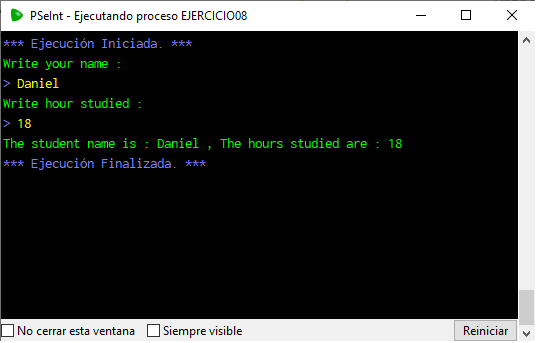 PSeInt - Ejecutando proceso EJERCICIO08
*** Ejecución Iniciada. ***
Write your name :
> Daniel
Write hour studied :
> 18
The student name is : Daniel , The hours studied are : 18
*** Ejecución Finalizada. ***
No cerrar esta ventana
Siempre visible
Reiniciar